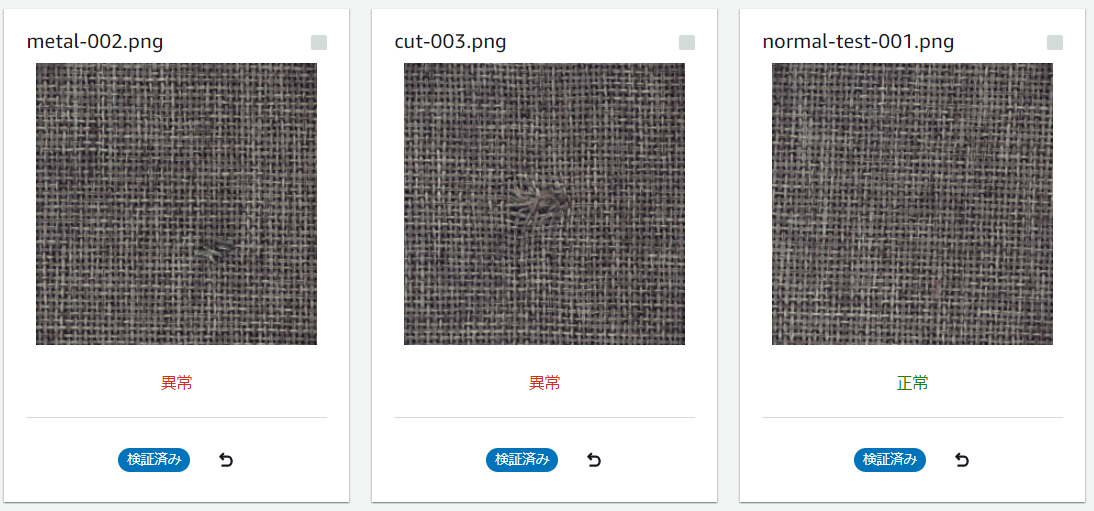 metal-002.png
異常
検証済み
cut-003.png
異常
検証済み
normal-test-001.png
正常
検証済み